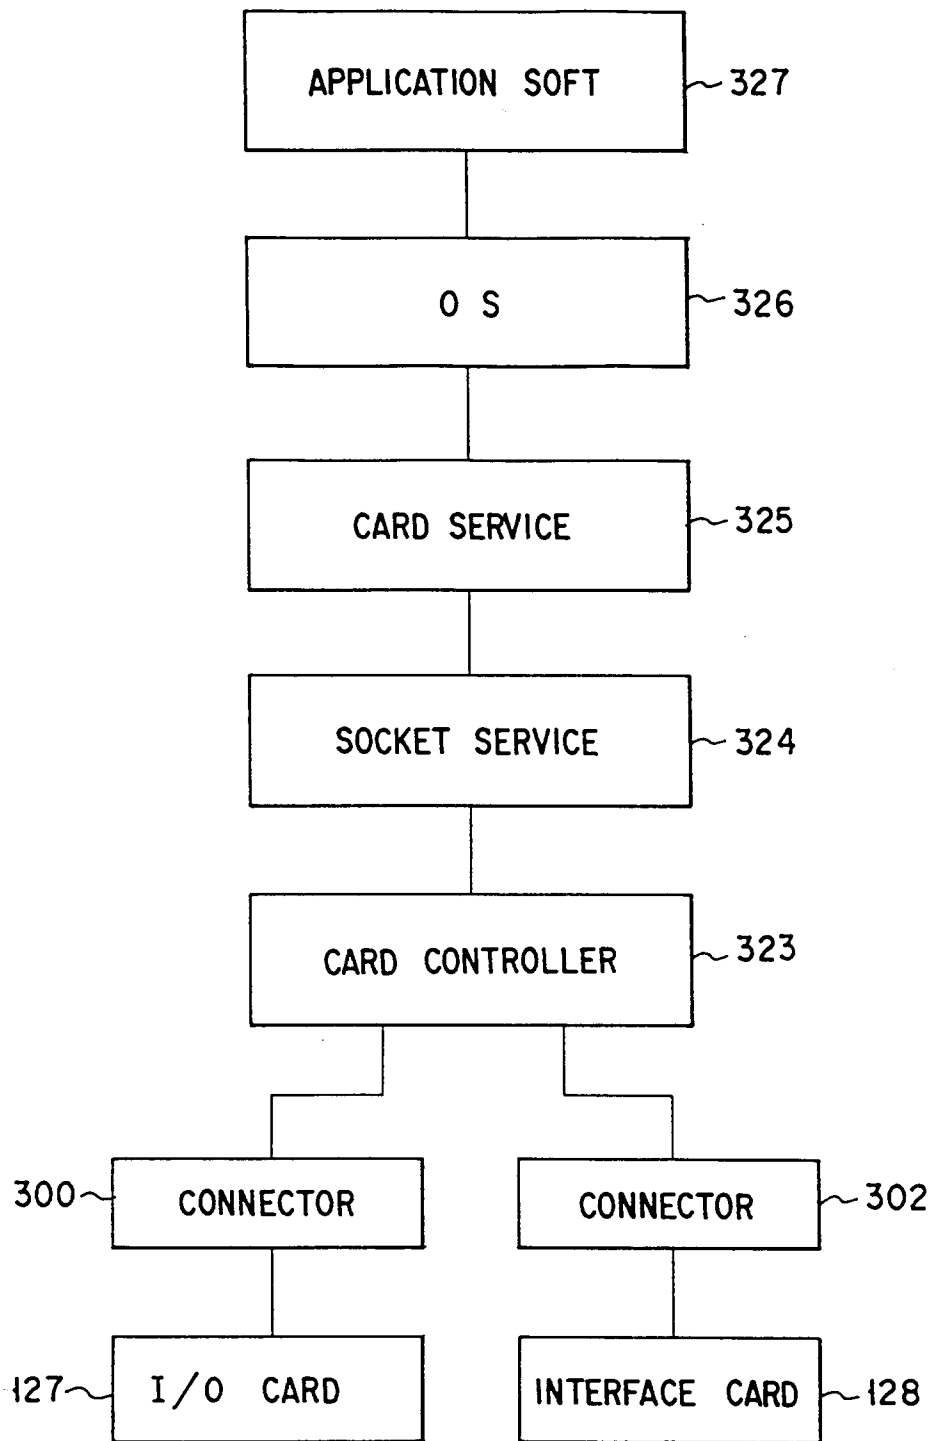 APPLICATION SOFT
327
O S
326
CARD SERVICE
325
SOCKET SERVICE
324
CARD CONTROLLER
323
300
CONNECTOR
CONNECTOR
302
127
I/O CARD
INTERFACE CARD
128